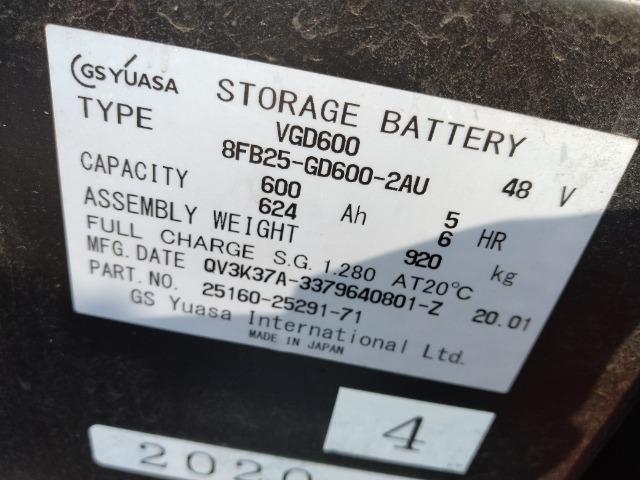 GS YUASA STORAGE BATTERY
TYPE VGD600
8FB25-GD600-2AU 48 V
CAPACITY 600 Ah 5 HR
624 6
ASSEMBLY WEIGHT 920 kg
FULL CHARGE S.G. 1.280 AT20°C
MFG.DATE QV3K37A-3379640801-Z 20.01
PART.NO. 25160-25291-71
GS Yuasa International Ltd.
MADE IN JAPAN
4
2020